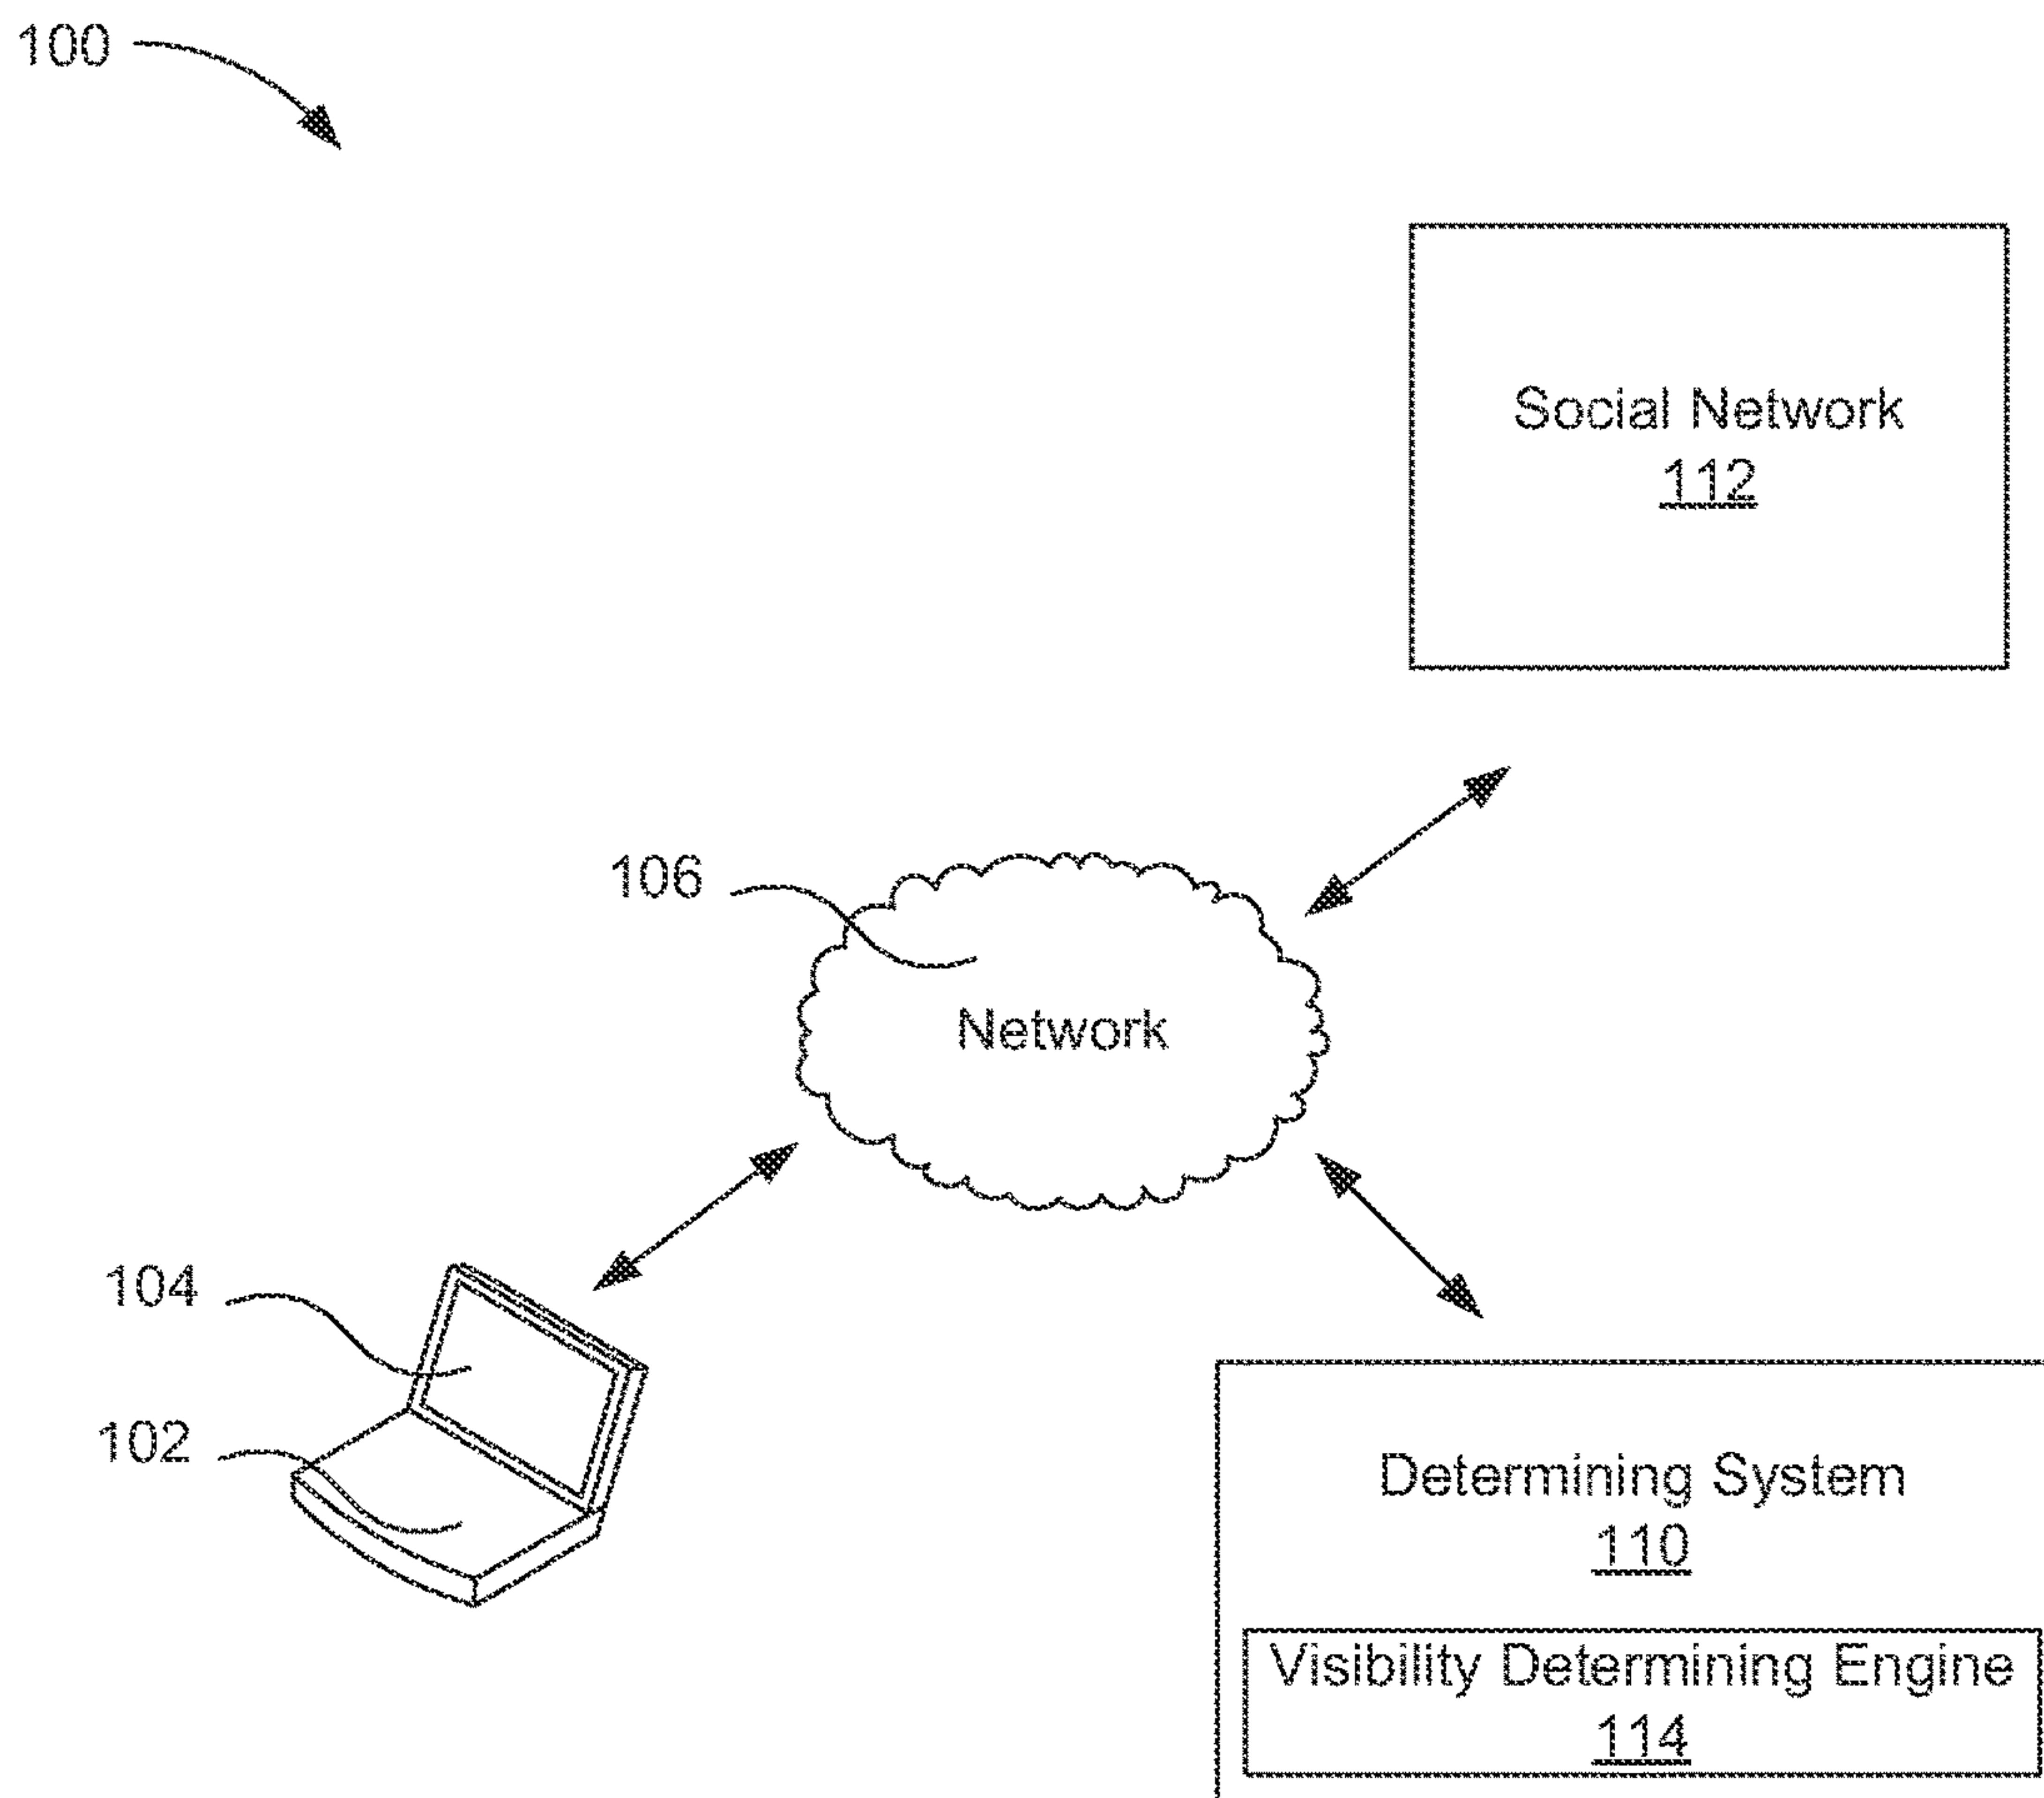 100
Social Network
112
106
Network
104
102
Determining System
110
Visibility Determining Engine
114